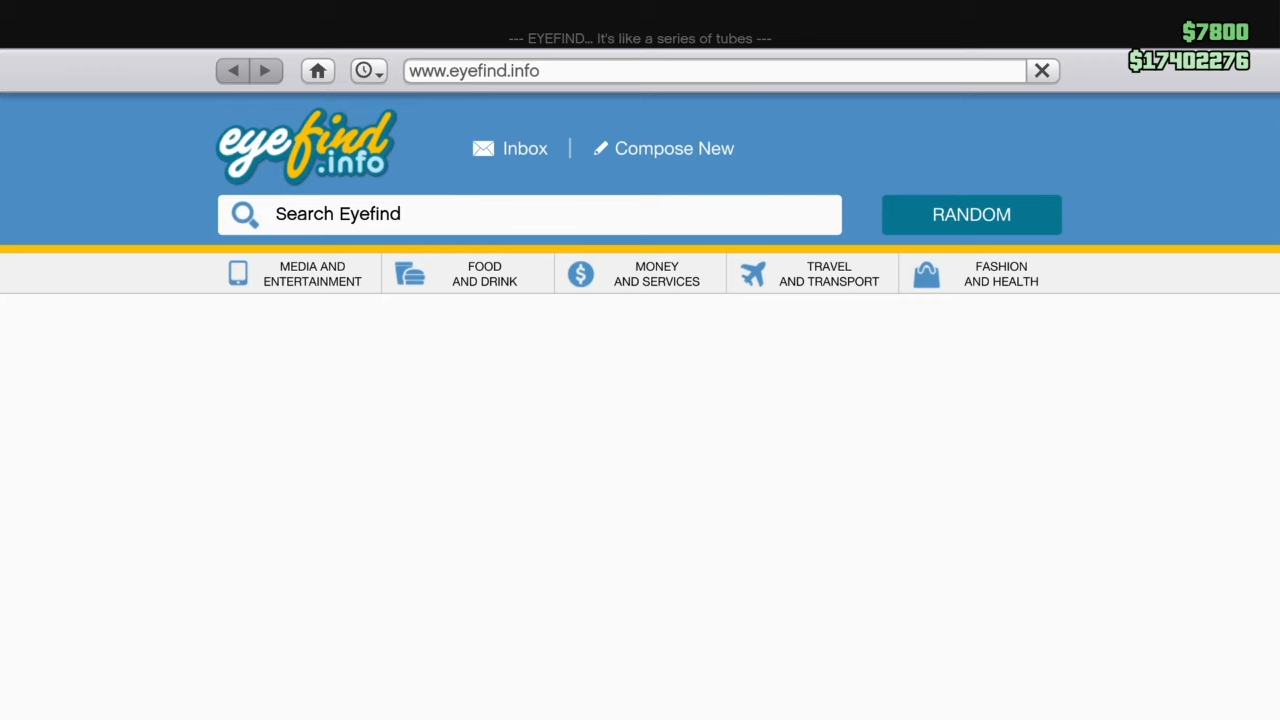 --- EYEFIND... It's like a series of tubes ---
$7800
$17402276
www.eyefind.info
eyefind
.info
Inbox
Compose New
Search Eyefind
RANDOM
MEDIA AND
ENTERTAINMENT
FOOD
AND DRINK
MONEY
AND SERVICES
TRAVEL
AND TRANSPORT
FASHION
AND HEALTH